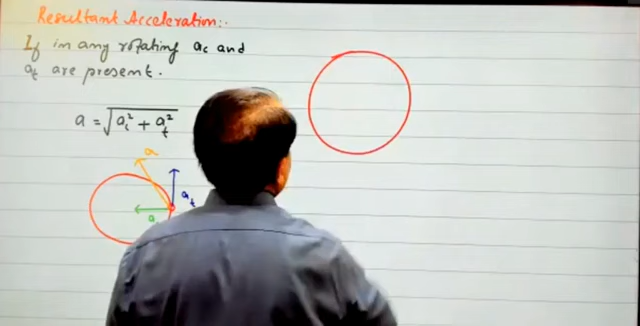 Resultant Acceleration:-
If in any rotating ac and
at are present.
a = √ac² + at²
a
at
a